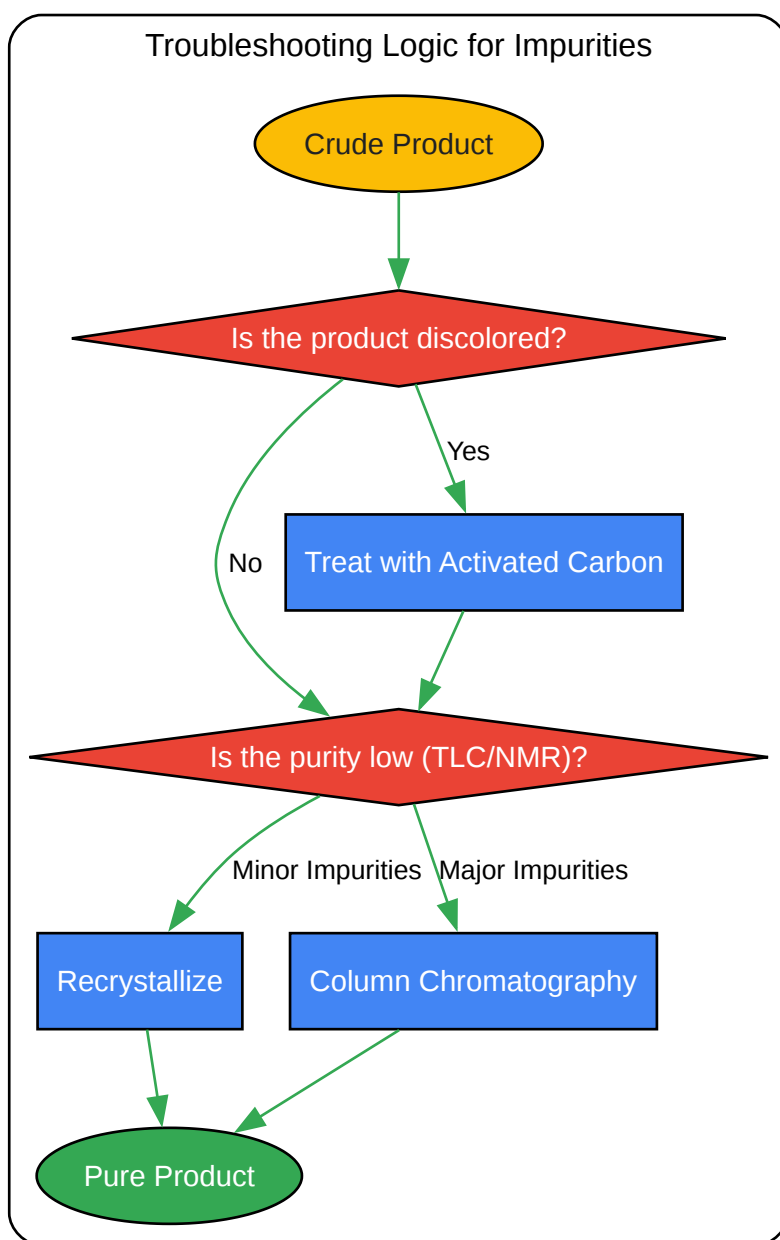 Troubleshooting Logic for Impurities
Crude Product
Is the product discolored?
Yes
No
Treat with Activated Carbon
Is the purity low (TLC/NMR)?
Minor Impurities
Major Impurities
Recrystallize
Column Chromatography
Pure Product